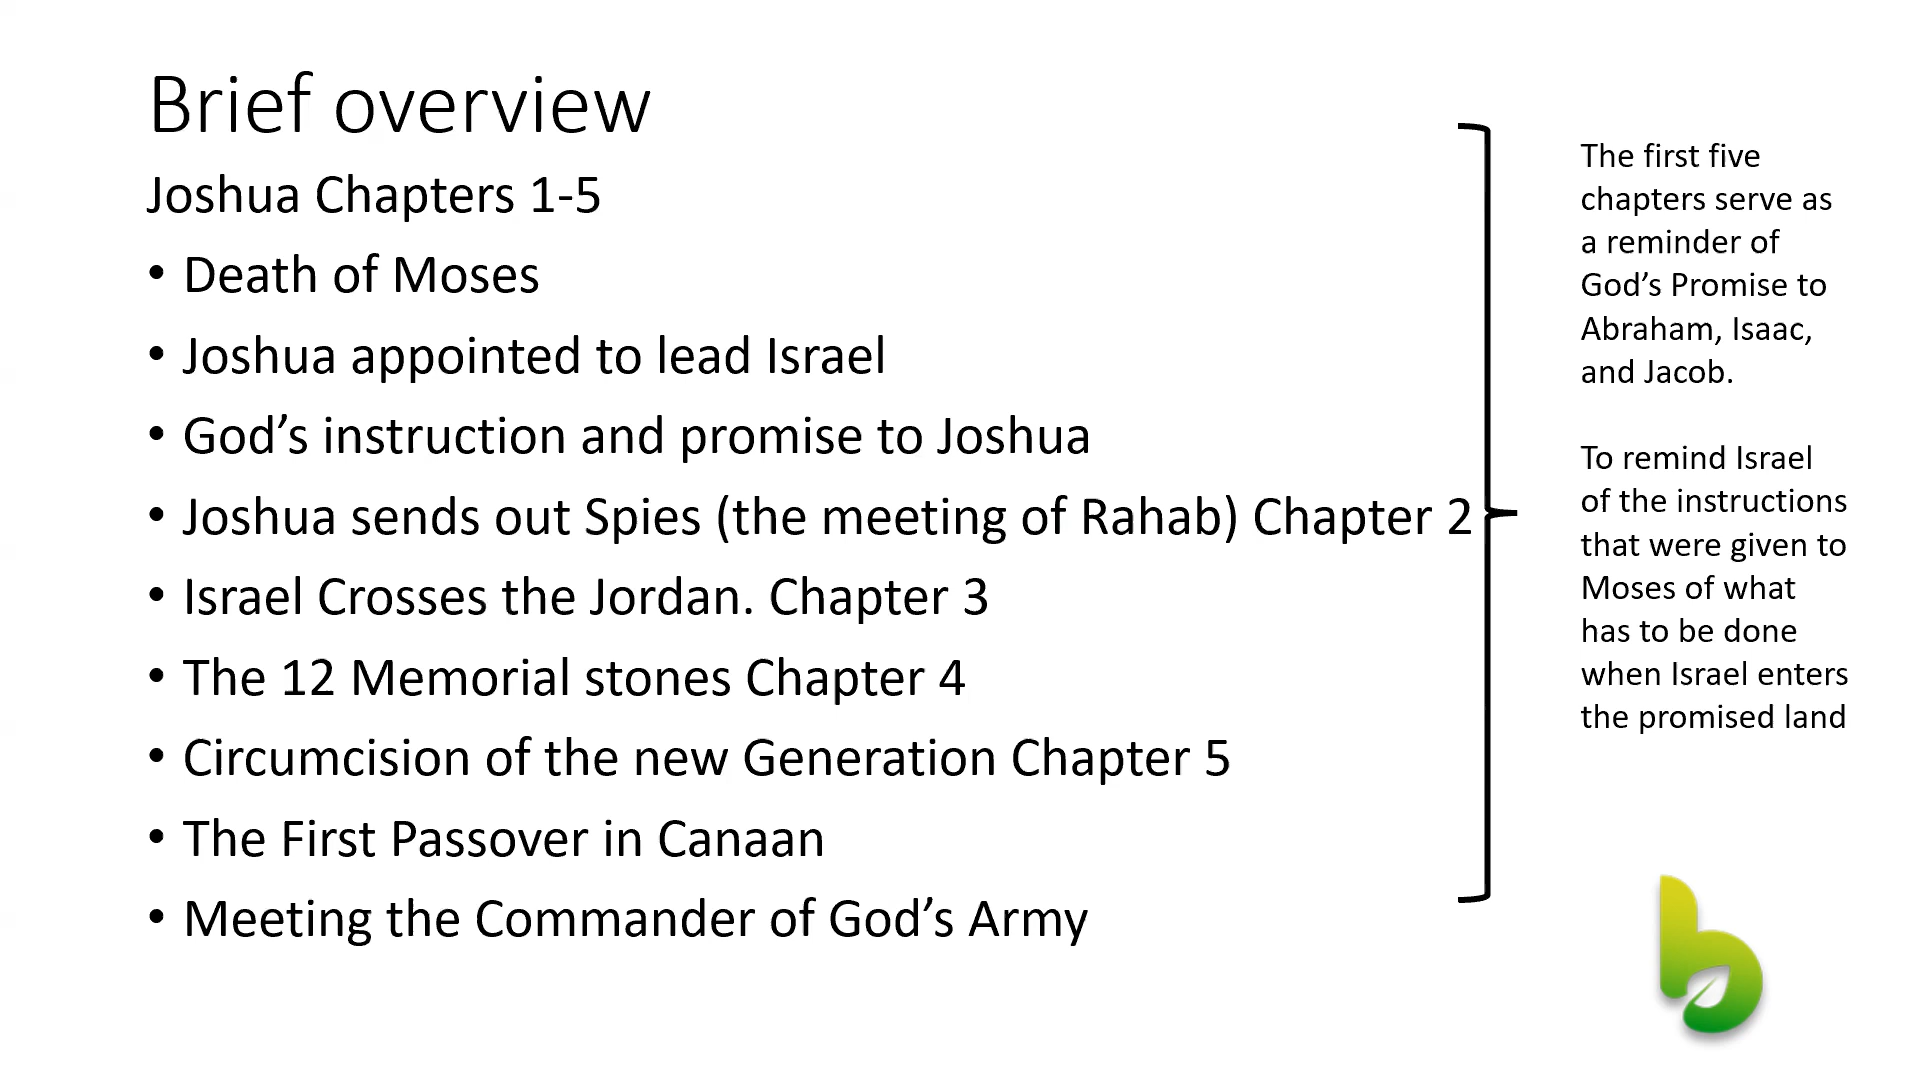 Brief overview
Joshua Chapters 1-5
• Death of Moses
• Joshua appointed to lead Israel
• God’s instruction and promise to Joshua
• Joshua sends out Spies (the meeting of Rahab) Chapter 2
• Israel Crosses the Jordan. Chapter 3
• The 12 Memorial stones Chapter 4
• Circumcision of the new Generation Chapter 5
• The First Passover in Canaan
• Meeting the Commander of God’s Army
The first five
chapters serve as
a reminder of
God’s Promise to
Abraham, Isaac,
and Jacob.
To remind Israel
of the instructions
that were given to
Moses of what
has to be done
when Israel enters
the promised land